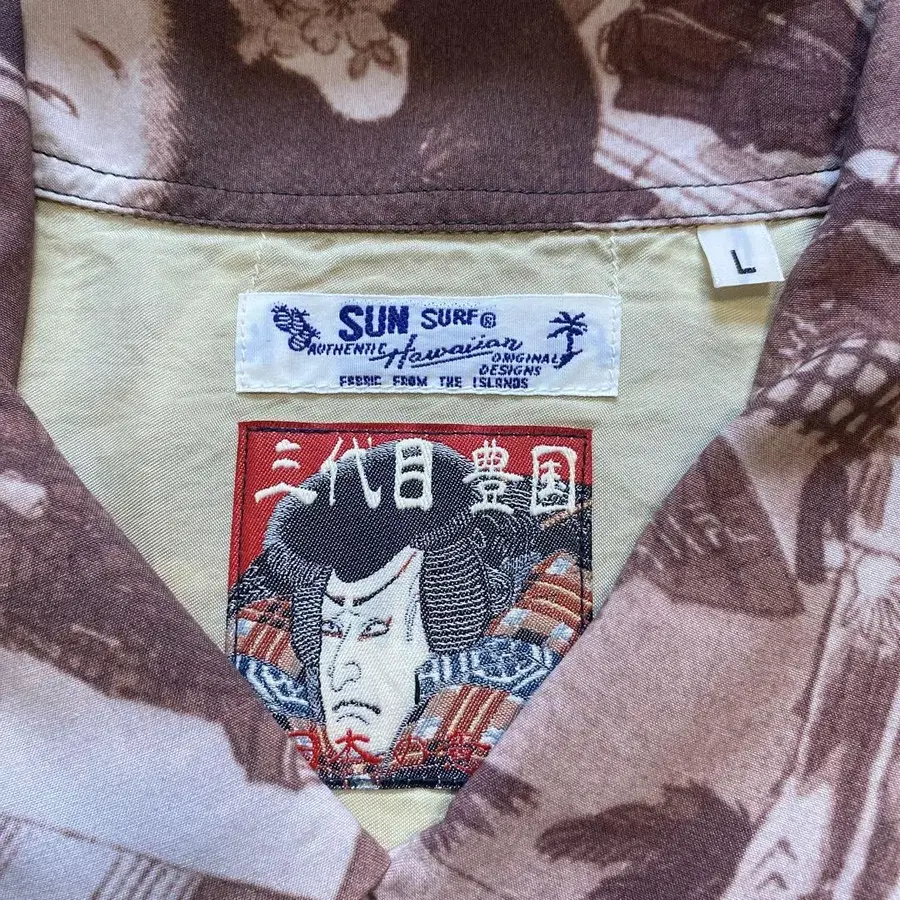 L
SUN SURF®
AUTHENTIC Hawaiian ORIGINAL
DESIGNS
FABRIC FROM THE ISLANDS
三代目 豊国